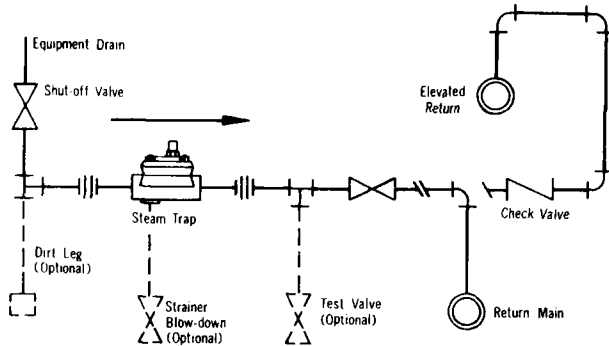 Equipment Drain
Shut-off Valve
Elevated
Return
Steam Trap
Check Valve
Dirt Leg
(Optional)
Strainer
Blow-down
(Optional)
Test Valve
(Optional)
Return Main